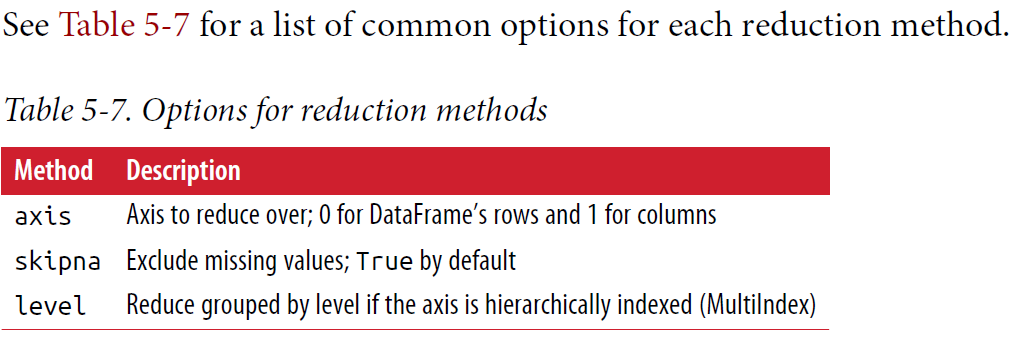 See Table 5-7 for a list of common options for each reduction method.
Table 5-7. Options for reduction methods
Method Description
axis Axis to reduce over; 0 for DataFrame’s rows and 1 for columns
skipna Exclude missing values; True by default
level Reduce grouped by level if the axis is hierarchically indexed (MultiIndex)